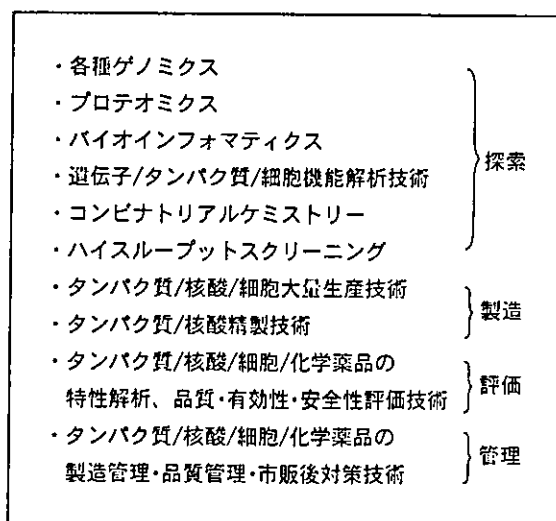 ・各種ゲノミクス
・プロテオミクス
・バイオインフォマティクス
・遺伝子/タンパク質/細胞機能解析技術
・コンビナトリアルケミストリー
・ハイスループットスクリーニング
探索
・タンパク質/核酸/細胞大量生産技術
・タンパク質/核酸精製技術
製造
・タンパク質/核酸/細胞/化学薬品の
特性解析、品質・有効性・安全性評価技術
評価
・タンパク質/核酸/細胞/化学薬品の
製造管理・品質管理・市販後対策技術
管理